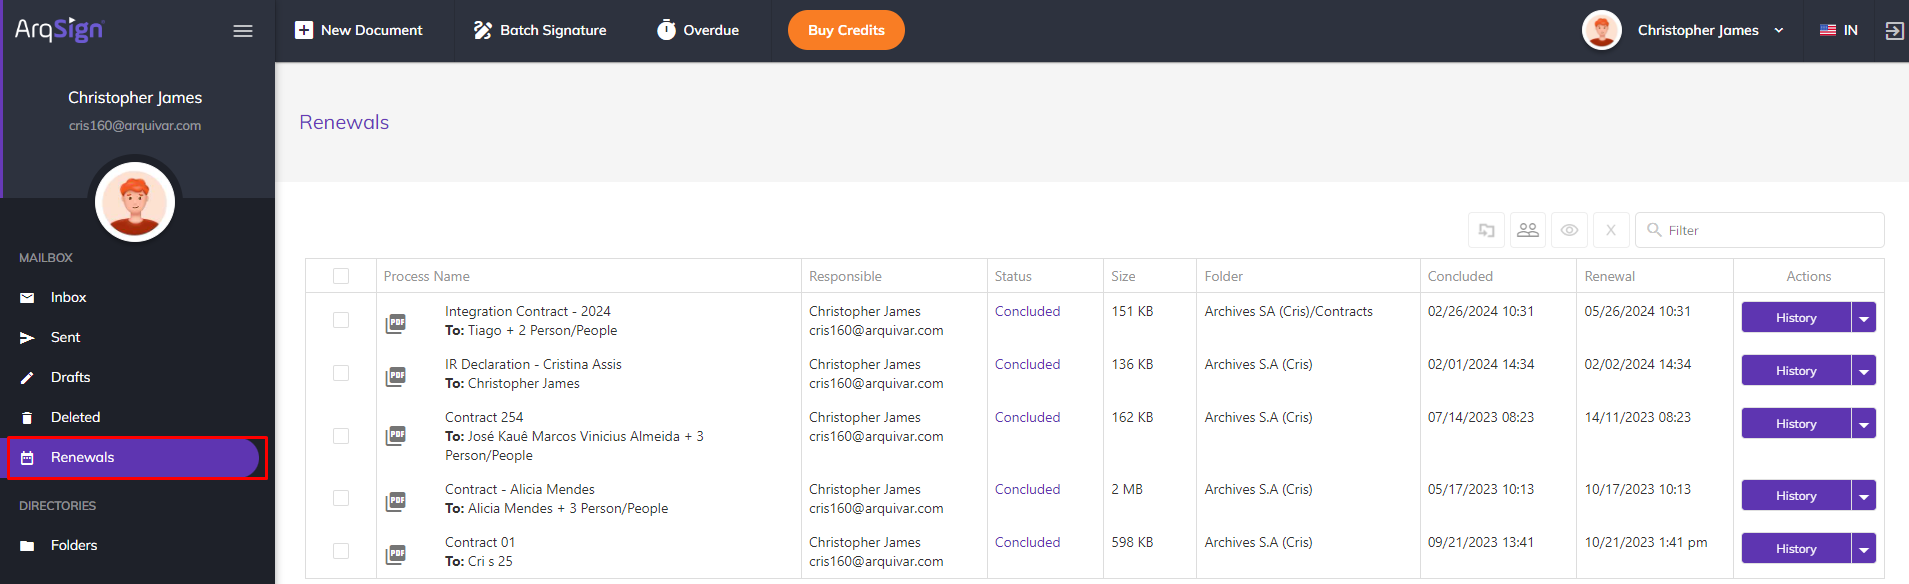 ArqSign
New Document
Batch Signature
Overdue
Buy Credits
Christopher James
IN
Christopher James
cris160@arquivar.com
MAILBOX
Inbox
Sent
Drafts
Deleted
Renewals
DIRECTORIES
Folders
Renewals
X
Filter
Process Name Responsible Status Size Folder Concluded Renewal Actions
PDF Integration Contract - 2024 Christopher James Concluded 151 KB Archives SA (Cris)/Contracts 02/26/2024 10:31 05/26/2024 10:31 History
To: Tiago + 2 Person/People cris160@arquivar.com
PDF IR Declaration - Cristina Assis Christopher James Concluded 136 KB Archives S.A (Cris) 02/01/2024 14:34 02/02/2024 14:34 History
To: Christopher James cris160@arquivar.com
PDF Contract 254 Christopher James Concluded 162 KB Archives S.A (Cris) 07/14/2023 08:23 14/11/2023 08:23 History
To: José Kauê Marcos Vinicius Almeida + 3 cris160@arquivar.com
Person/People
PDF Contract - Alicia Mendes Christopher James Concluded 2 MB Archives S.A (Cris) 05/17/2023 10:13 10/17/2023 10:13 History
To: Alicia Mendes + 3 Person/People cris160@arquivar.com
PDF Contract 01 Christopher James Concluded 598 KB Archives S.A (Cris) 09/21/2023 13:41 10/21/2023 1:41 pm History
To: Cri s 25 cris160@arquivar.com